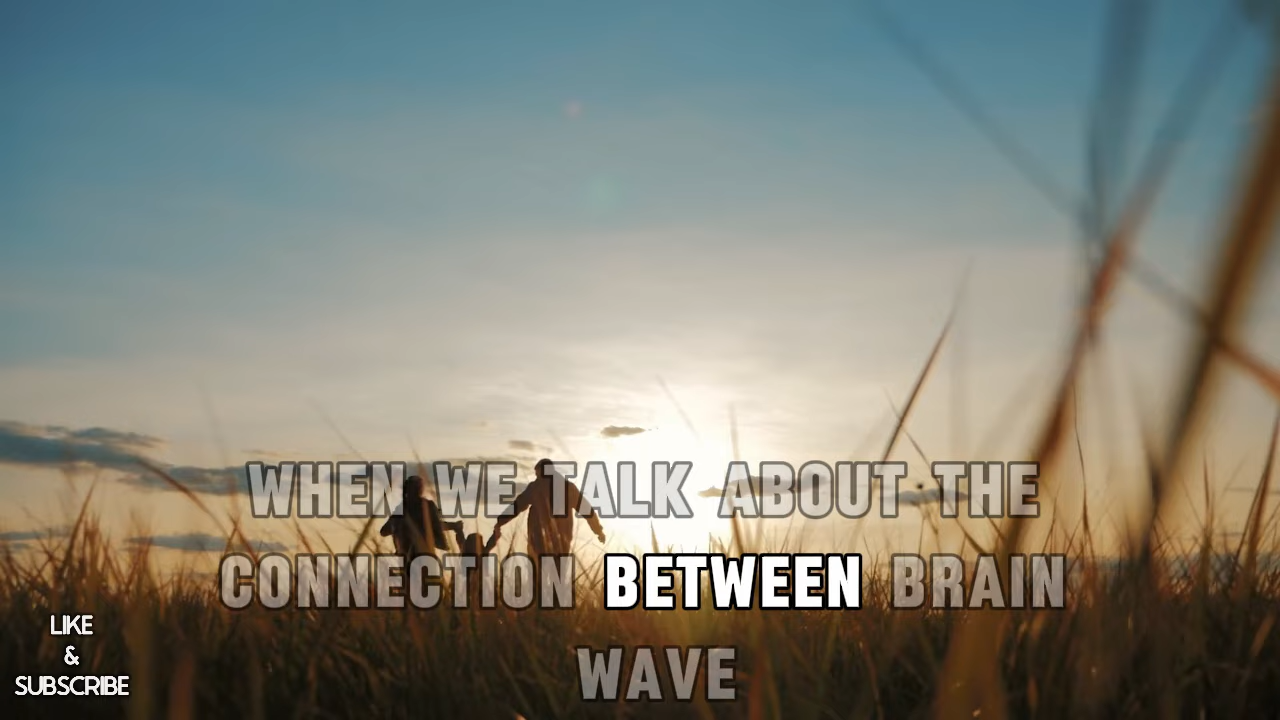 WHEN WE TALK ABOUT THE
CONNECTION BETWEEN BRAIN
WAVE
LIKE
&
SUBSCRIBE